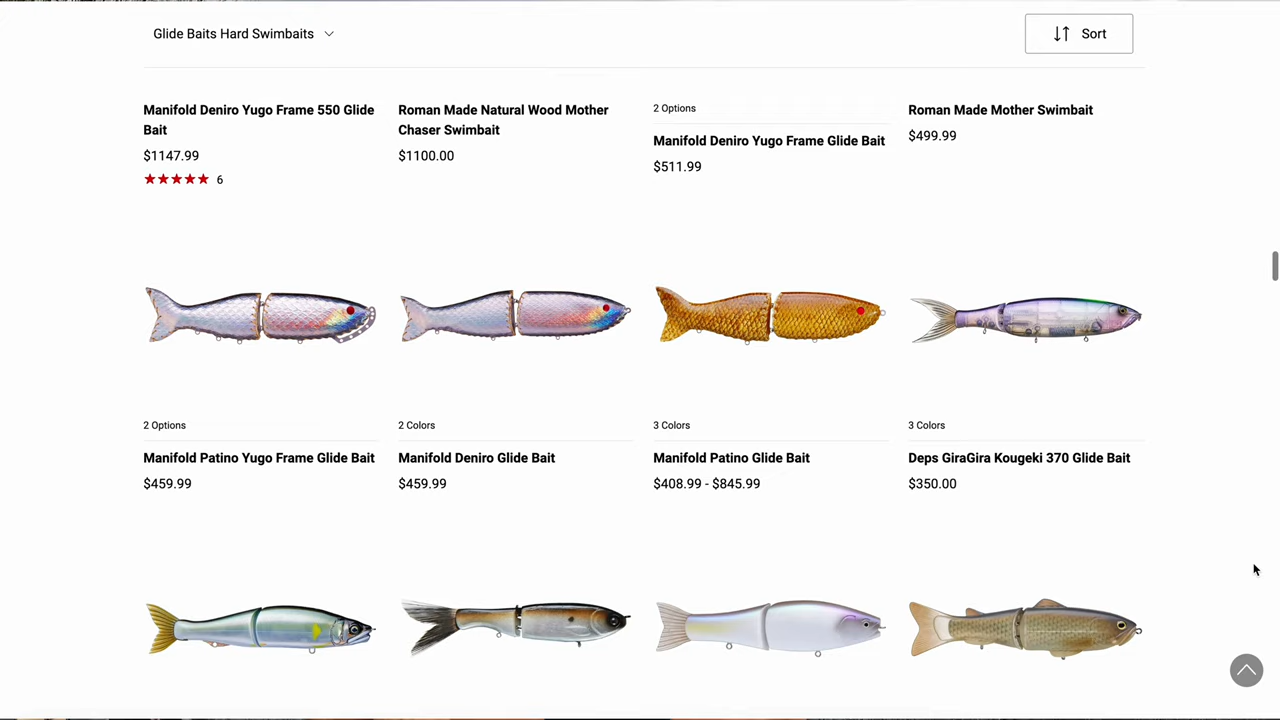 Glide Baits Hard Swimbaits
Sort
Manifold Deniro Yugo Frame 550 Glide
Bait
$1147.99
6
Roman Made Natural Wood Mother
Chaser Swimbait
$1100.00
2 Options
Manifold Deniro Yugo Frame Glide Bait
$511.99
Roman Made Mother Swimbait
$499.99
2 Options
Manifold Patino Yugo Frame Glide Bait
$459.99
2 Colors
Manifold Deniro Glide Bait
$459.99
3 Colors
Manifold Patino Glide Bait
$408.99 - $845.99
3 Colors
Deps GiraGira Kougeki 370 Glide Bait
$350.00